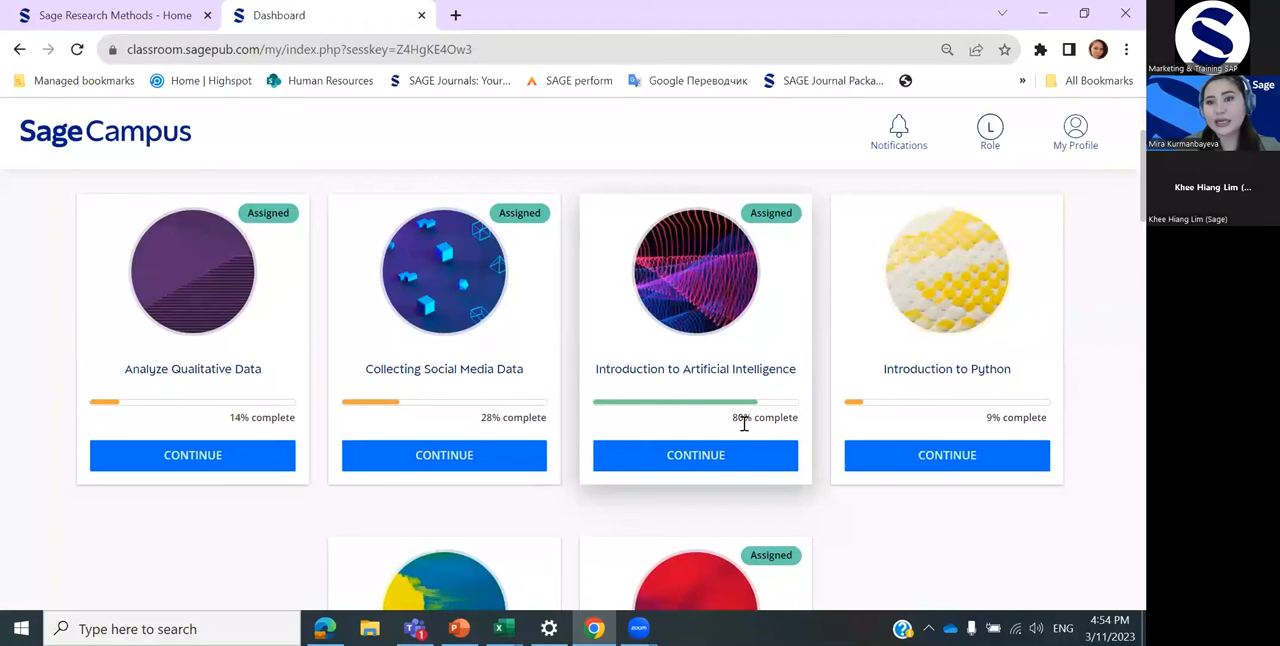 Sage Research Methods - Home
Dashboard
classroom.sagepub.com/my/index.php?sesskey=Z4HgKE4Ow3
Managed bookmarks
Home | Highspot
Human Resources
SAGE Journals
SAGE perform
Google Переводчик
SAGE Journal Packa...
»
All Bookmarks
Sage Campus
Notifications
L
Role
My Profile
Assigned
Assigned
Assigned
Analyze Qualitative Data
Collecting Social Media Data
Introduction to Artificial Intelligence
Introduction to Python
14% complete
28% complete
80% complete
9% complete
CONTINUE
CONTINUE
CONTINUE
CONTINUE
Assigned
Type here to search
1
ENG
4:54 PM
3/11/2023
Marketing & Training SAP
Sage
Mira Kurmanbayeva
Khee Hiang Lim (...
Khee Hiang Lim (Sage)